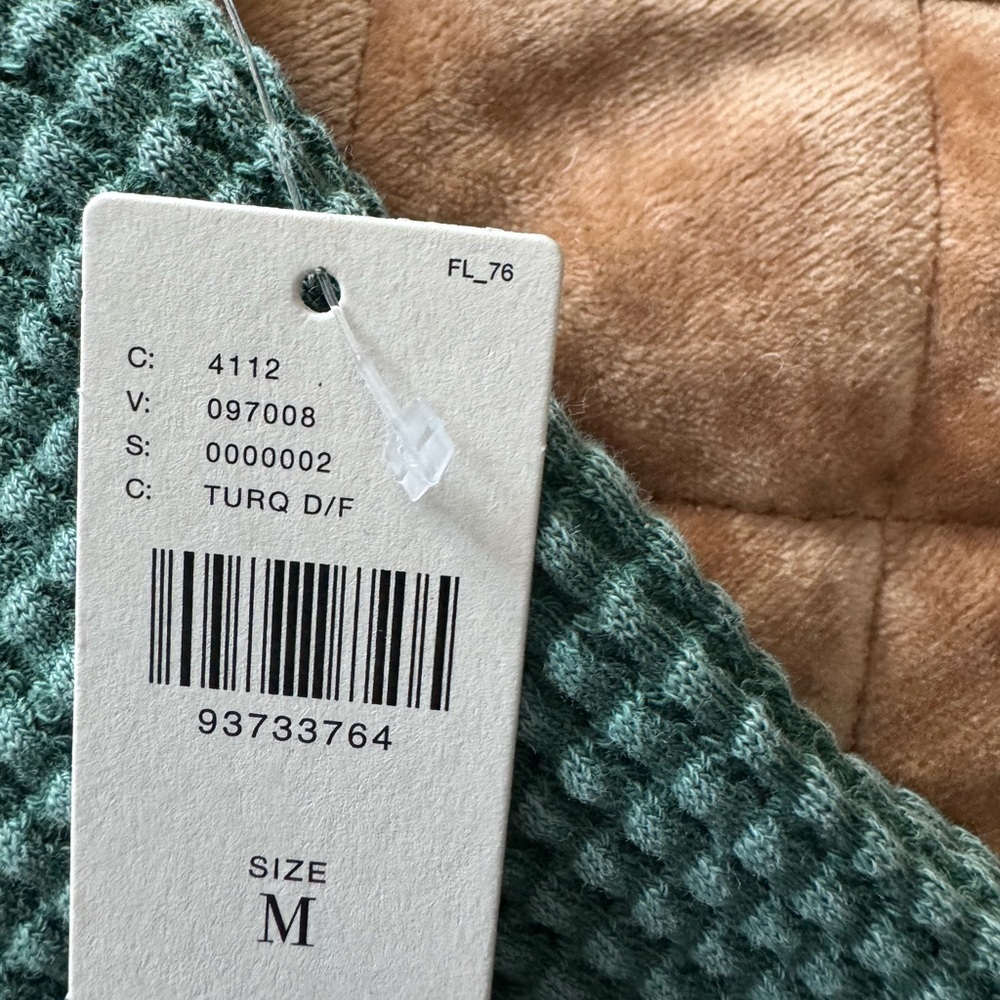 FL_76
C: 4112
V: 097008
S: 0000002
C: TURQ D/F
93733764
SIZE
M